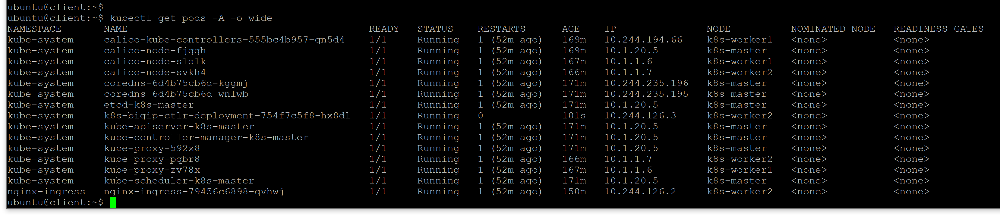 ubuntu@client:~$
ubuntu@client:~$ kubectl get pods -A -o wide
NAMESPACE       NAME                                        READY   STATUS    RESTARTS      AGE    IP               NODE          NOMINATED NODE   READINESS GATES
kube-system     calico-kube-controllers-555bc4b957-qn5d4    1/1     Running   1 (52m ago)   169m   10.244.194.66    k8s-worker1   <none>           <none>
kube-system     calico-node-fjggh                           1/1     Running   1 (52m ago)   169m   10.1.20.5        k8s-master    <none>           <none>
kube-system     calico-node-slqlk                           1/1     Running   1 (52m ago)   167m   10.1.1.6         k8s-worker1   <none>           <none>
kube-system     calico-node-svkh4                           1/1     Running   1 (52m ago)   166m   10.1.1.7         k8s-worker2   <none>           <none>
kube-system     coredns-6d4b75cb6d-kggmj                    1/1     Running   1 (52m ago)   171m   10.244.235.196   k8s-master    <none>           <none>
kube-system     coredns-6d4b75cb6d-wnlwb                    1/1     Running   1 (52m ago)   171m   10.244.235.195   k8s-master    <none>           <none>
kube-system     etcd-k8s-master                             1/1     Running   1 (52m ago)   171m   10.1.20.5        k8s-master    <none>           <none>
kube-system     k8s-bigip-ctlr-deployment-754f7c5f8-hx8dl   1/1     Running   0             101s   10.244.126.3     k8s-worker2   <none>           <none>
kube-system     kube-apiserver-k8s-master                   1/1     Running   1 (52m ago)   171m   10.1.20.5        k8s-master    <none>           <none>
kube-system     kube-controller-manager-k8s-master          1/1     Running   1 (52m ago)   171m   10.1.20.5        k8s-master    <none>           <none>
kube-system     kube-proxy-592x8                            1/1     Running   1 (52m ago)   171m   10.1.20.5        k8s-master    <none>           <none>
kube-system     kube-proxy-pqbr8                            1/1     Running   1 (52m ago)   166m   10.1.1.7         k8s-worker2   <none>           <none>
kube-system     kube-proxy-zv78x                            1/1     Running   1 (52m ago)   167m   10.1.1.6         k8s-worker1   <none>           <none>
kube-system     kube-scheduler-k8s-master                   1/1     Running   1 (52m ago)   171m   10.1.20.5        k8s-master    <none>           <none>
nginx-ingress   nginx-ingress-79456c6898-qvhwj              1/1     Running   1 (52m ago)   150m   10.244.126.2     k8s-worker2   <none>           <none>
ubuntu@client:~$